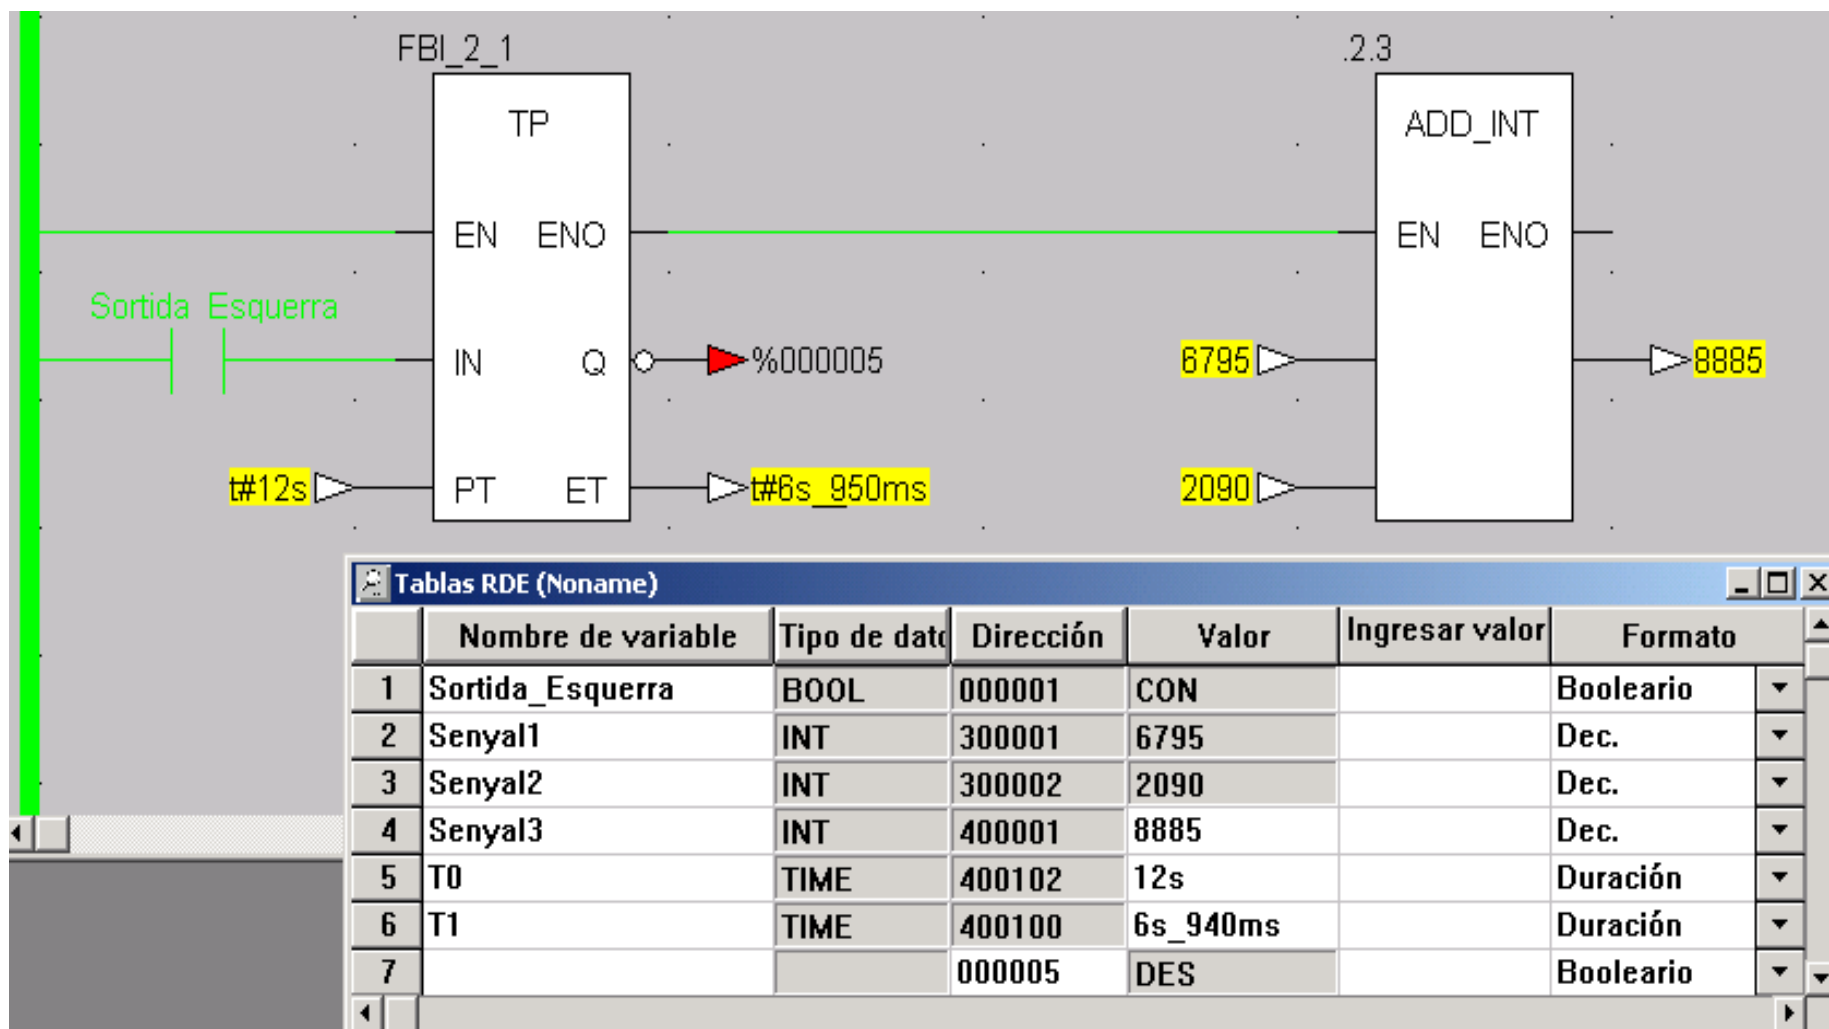 FBI_2_1 .2.3
TP ADD_INT
EN ENO EN ENO
Sortida_Esquerra
IN Q %000005 6795 8885
t#12s PT ET t#6s_950ms 2090
Tablas RDE (Noname)
Nombre de variable Tipo de dato Dirección Valor Ingresar valor Formato
1 Sortida_Esquerra BOOL 000001 CON Booleario
2 Senyal1 INT 300001 6795 Dec.
3 Senyal2 INT 300002 2090 Dec.
4 Senyal3 INT 400001 8885 Dec.
5 T0 TIME 400102 12s Duración
6 T1 TIME 400100 6s_940ms Duración
7 000005 DES Booleario